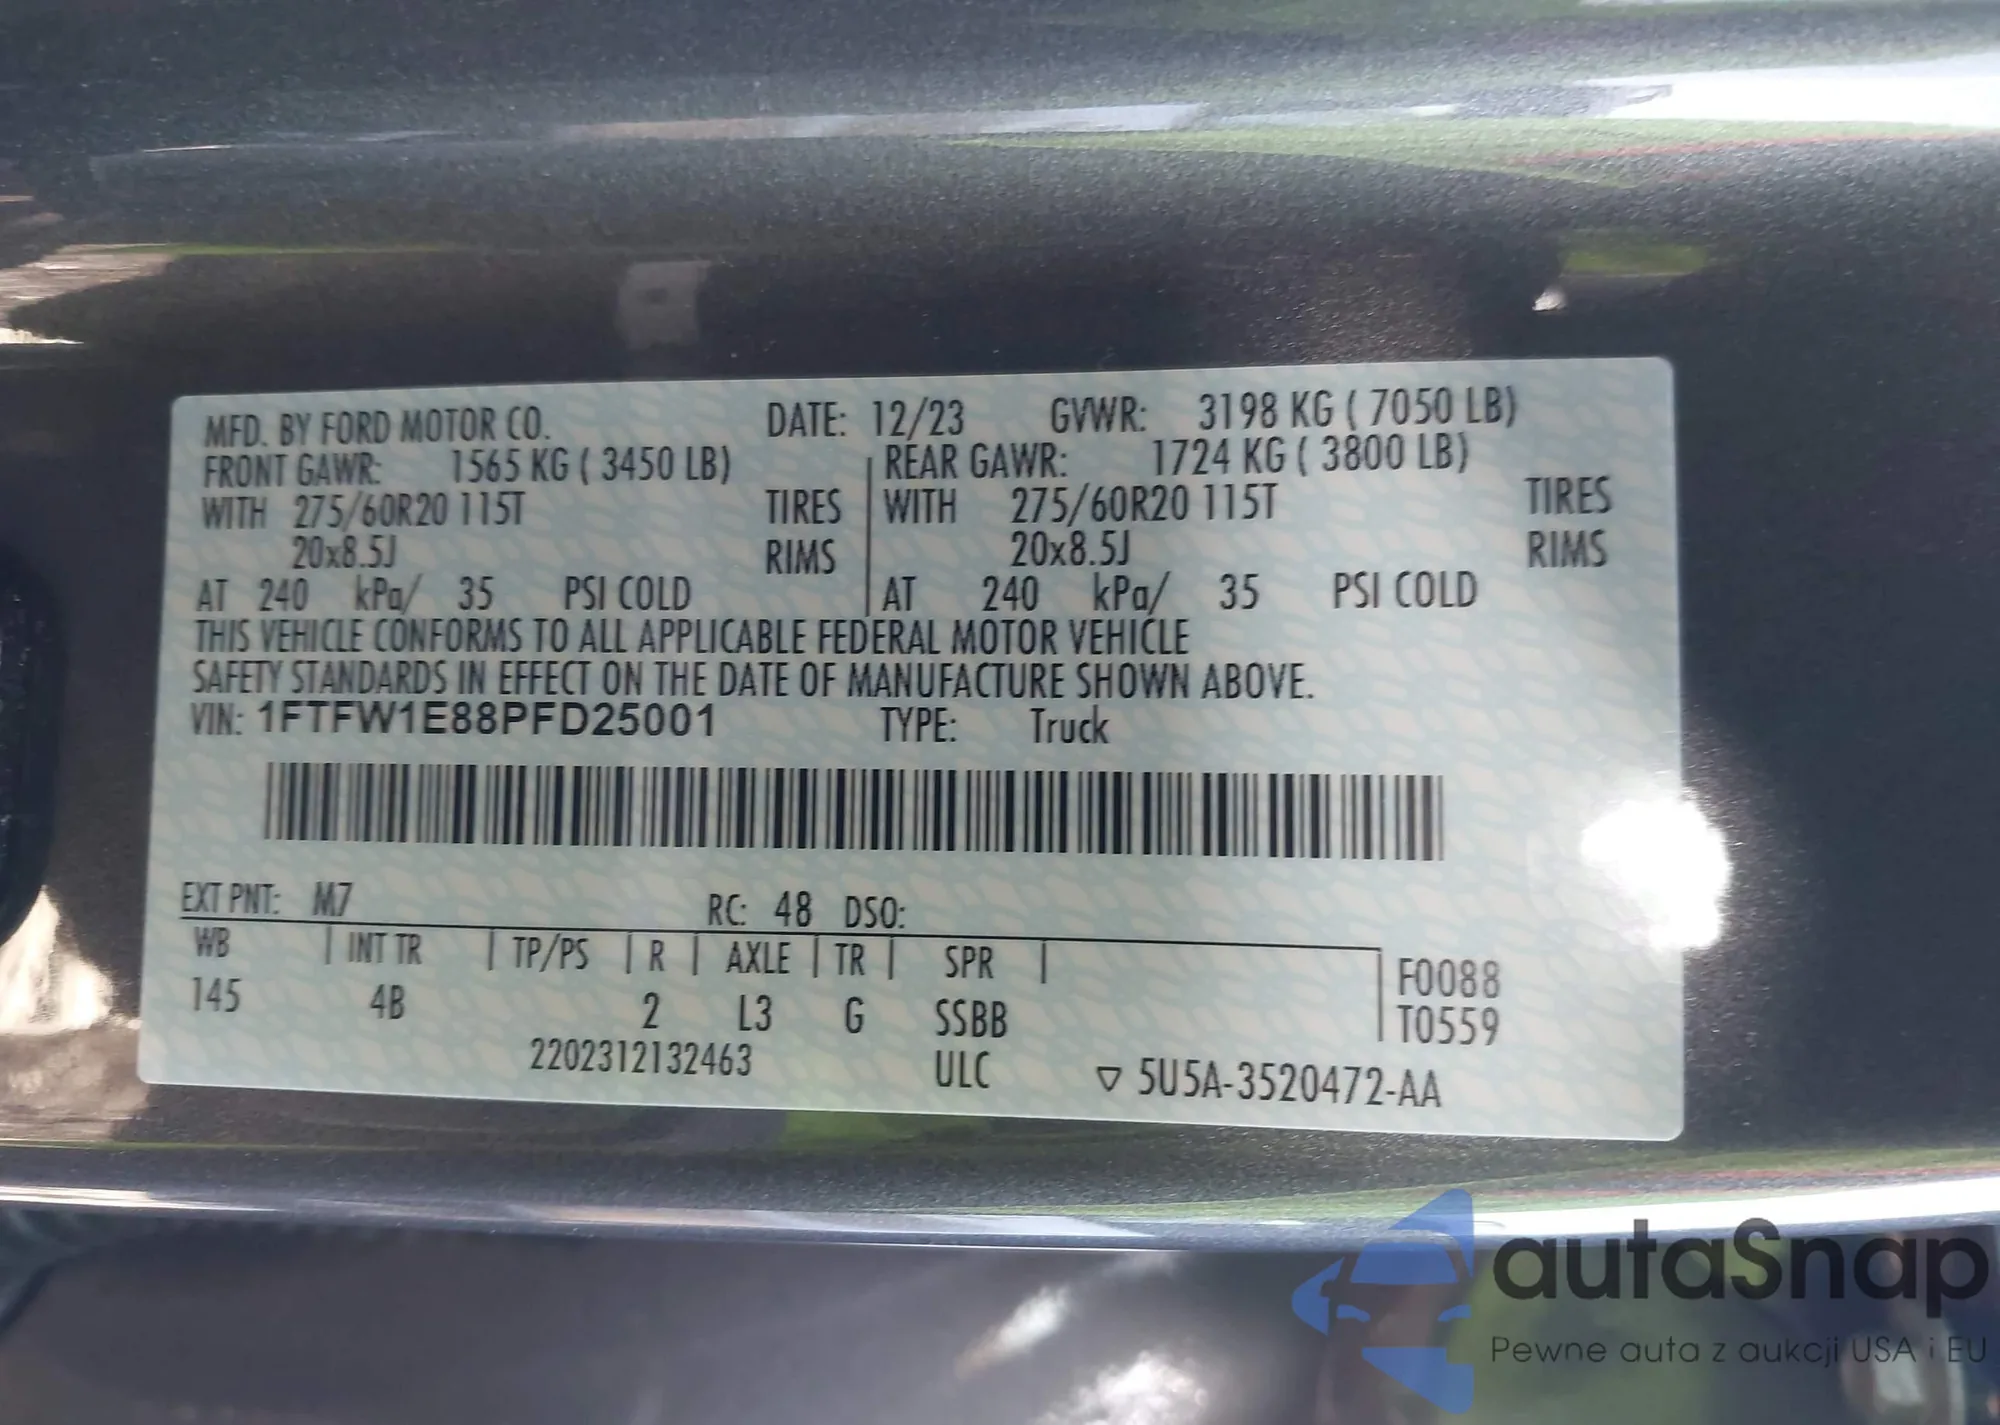 MFD. BY FORD MOTOR CO. DATE: 12/23 GVWR: 3198 KG ( 7050 LB)
FRONT GAWR: 1565 KG ( 3450 LB) REAR GAWR: 1724 KG ( 3800 LB)
WITH 275/60R20 115T TIRES WITH 275/60R20 115T TIRES
20x8.5J RIMS 20x8.5J RIMS
AT 240 kPa/ 35 PSI COLD AT 240 kPa/ 35 PSI COLD
THIS VEHICLE CONFORMS TO ALL APPLICABLE FEDERAL MOTOR VEHICLE
SAFETY STANDARDS IN EFFECT ON THE DATE OF MANUFACTURE SHOWN ABOVE.
VIN: 1FTFW1E88PFD25001 TYPE: Truck
EXT PNT: M7 RC: 48 DSO:
WB INT TR TP/PS R AXLE TR SPR F0088
145 4B 2 L3 G SSBB T0559
2202312132463 ULC ▽ 5U5A-3520472-AA
autaSnap
Pewne auta z aukcji USA i EU